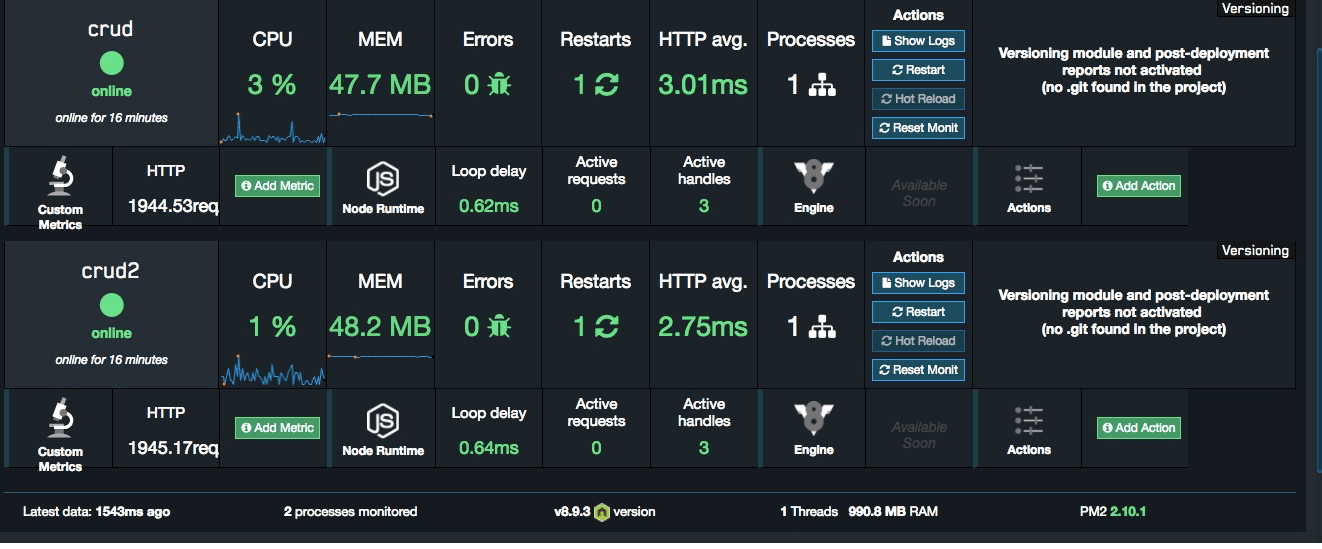 Versioning
crud
online
online for 16 minutes
CPU
3 %
MEM
47.7 MB
Errors
0
Restarts
1
HTTP avg.
3.01ms
Processes
1
Actions
Show Logs
Restart
Hot Reload
Reset Monit
Versioning module and post-deployment
reports not activated
(no .git found in the project)
Custom
Metrics
HTTP
1944.53req
Add Metric
JS
Node Runtime
Loop delay
0.62ms
Active
requests
0
Active
handles
3
Engine
Available
Soon
Actions
Add Action
Versioning
crud2
online
online for 16 minutes
CPU
1 %
MEM
48.2 MB
Errors
0
Restarts
1
HTTP avg.
2.75ms
Processes
1
Actions
Show Logs
Restart
Hot Reload
Reset Monit
Versioning module and post-deployment
reports not activated
(no .git found in the project)
Custom
Metrics
HTTP
1945.17req
Add Metric
JS
Node Runtime
Loop delay
0.64ms
Active
requests
0
Active
handles
3
Engine
Available
Soon
Actions
Add Action
Latest data: 1543ms ago
2 processes monitored
v8.9.3 version
1 Threads 990.8 MB RAM
PM2 2.10.1